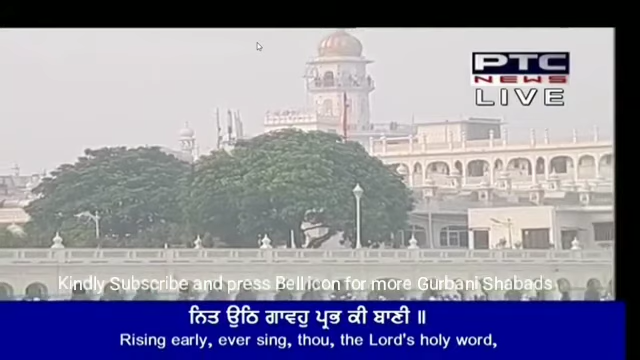 PTC
NEWS
LIVE
Kindly Subscribe and press Bell icon for more Gurbani Shabads
ਨਿਤ ਉਠਿ ਗਾਵਹੁ ਪ੍ਰਭ ਕੀ ਬਾਣੀ ॥
Rising early, ever sing, thou, the Lord's holy word,